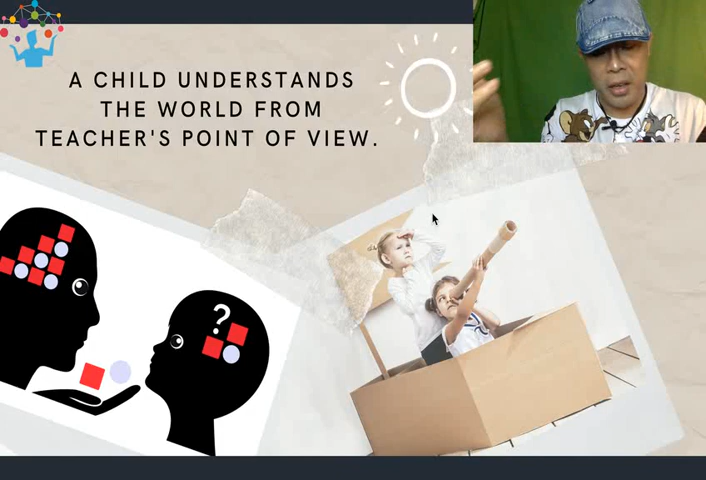 A CHILD UNDERSTANDS
THE WORLD FROM
TEACHER'S POINT OF VIEW.
?